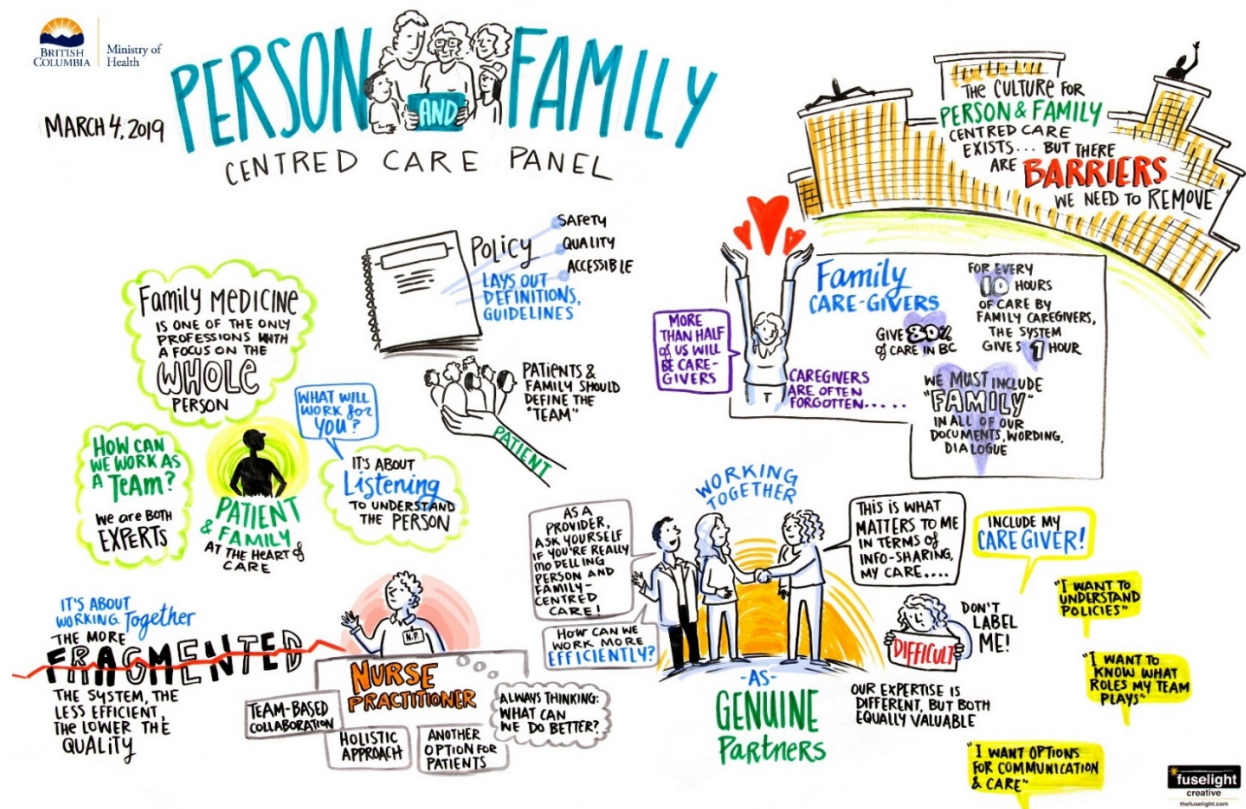 BRITISH
COLUMBIA
Ministry of
Health
MARCH 4, 2019
PERSON AND FAMILY
CENTRED CARE PANEL
THE CULTURE FOR
PERSON & FAMILY
CENTRED CARE
EXISTS... BUT THERE
ARE BARRIERS
WE NEED TO REMOVE
POLICY
LAYS OUT
DEFINITIONS,
GUIDELINES
SAFETY
QUALITY
ACCESSIBLE
FAMILY MEDICINE
IS ONE OF THE ONLY
PROFESSIONS WITH
A FOCUS ON THE
WHOLE
PERSON
PATIENTS &
FAMILY SHOULD
DEFINE THE
"TEAM"
PATIENT
MORE
THAN HALF
of US WILL
BE CARE-
GIVERS
Family
CARE-GIVERS
GIVE 80%
of CARE IN BC
FOR EVERY
10 HOURS
OF CARE BY
FAMILY CAREGIVERS,
THE SYSTEM
GIVES 1 HOUR
CAREGIVERS
ARE OFTEN
FORGOTTEN.....
WE MUST INCLUDE
"FAMILY"
IN ALL OF OUR
DOCUMENTS, WORDING,
DIALOGUE
HOW CAN
WE WORK AS
A TEAM?
WE ARE BOTH
EXPERTS
WHAT WILL
WORK for
YOU?
IT'S ABOUT
Listening
TO UNDERSTAND
THE PERSON
PATIENT
& FAMILY
AT THE HEART of
CARE
IT'S ABOUT
WORKING Together
THE MORE
FRAGMENTED
THE SYSTEM, THE
LESS EFFICIENT,
THE LOWER THE
QUALITY
N.P.
NURSE
PRACTITIONER
TEAM-BASED
COLLABORATION
HOLISTIC
APPROACH
ANOTHER
OPTION FOR
PATIENTS
ALWAYS THINKING:
WHAT CAN
WE DO BETTER?
WORKING
TOGETHER
AS A
PROVIDER,
ASK YOURSELF
IF YOU'RE REALLY
MODELLING
PERSON AND
FAMILY-
CENTRED
CARE!
HOW CAN WE
WORK MORE
EFFICIENTLY?
THIS IS WHAT
MATTERS TO ME
IN TERMS of
INFO-SHARING,
MY CARE....
-AS-
GENUINE
Partners
INCLUDE MY
CAREGIVER!
DIFFICULT
DON'T
LABEL
ME!
OUR EXPERTISE IS
DIFFERENT, BUT BOTH
EQUALLY VALUABLE
"I WANT TO
UNDERSTAND
POLICIES"
"I WANT TO
KNOW WHAT
ROLES MY TEAM
PLAYS"
"I WANT OPTIONS
FOR COMMUNICATION
& CARE"
fuselight
creative
thefuselight.com